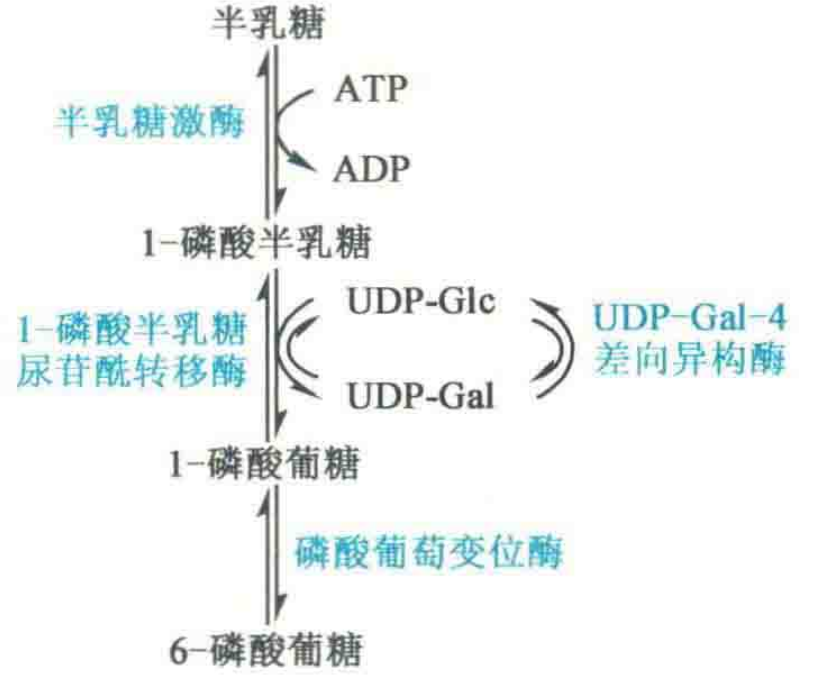 半乳糖
ATP
半乳糖激酶
ADP
1-磷酸半乳糖
UDP-Glc
1-磷酸半乳糖
尿苷酰转移酶
UDP-Gal-4
差向异构酶
UDP-Gal
1-磷酸葡糖
磷酸葡萄变位酶
6-磷酸葡糖